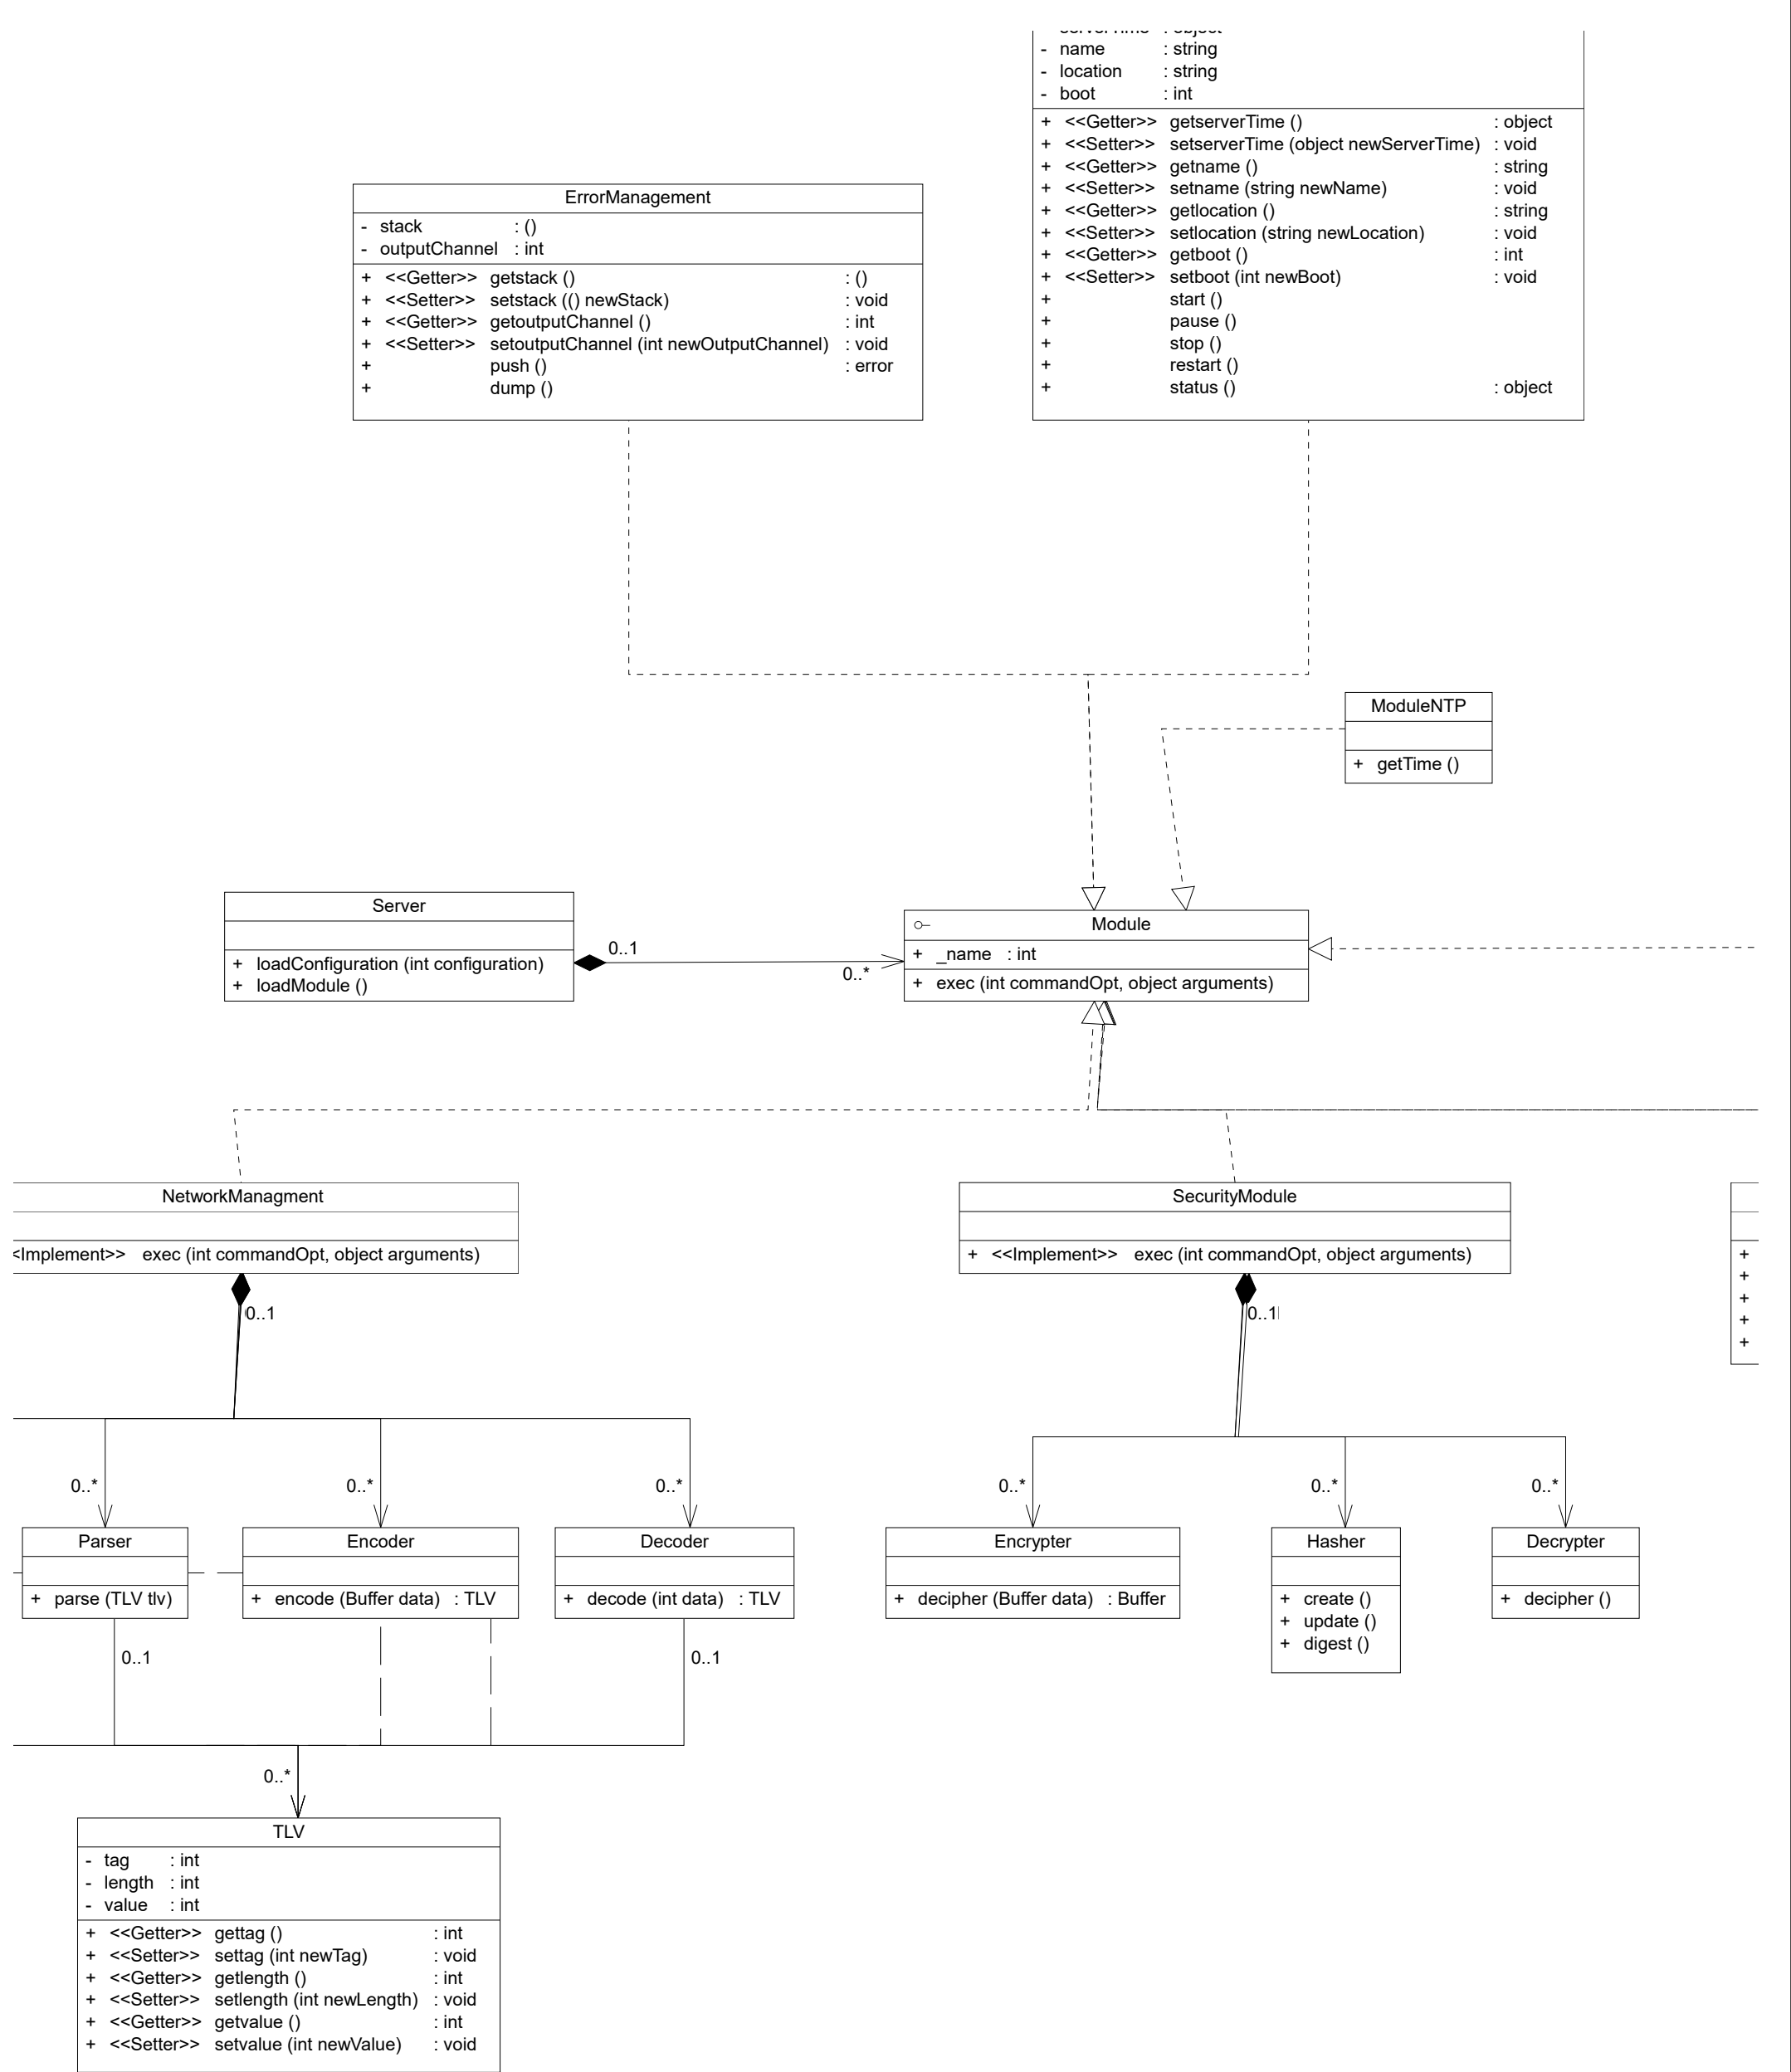 serverTime : object
- name : string
- location : string
- boot : int
+ <<Getter>> getserverTime () : object
+ <<Setter>> setserverTime (object newServerTime) : void
+ <<Getter>> getname () : string
+ <<Setter>> setname (string newName) : void
+ <<Getter>> getlocation () : string
+ <<Setter>> setlocation (string newLocation) : void
+ <<Getter>> getboot () : int
+ <<Setter>> setboot (int newBoot) : void
+ start ()
+ pause ()
+ stop ()
+ restart ()
+ status () : object
ErrorManagement
- stack : ()
- outputChannel : int
+ <<Getter>> getstack () : ()
+ <<Setter>> setstack (() newStack) : void
+ <<Getter>> getoutputChannel () : int
+ <<Setter>> setoutputChannel (int newOutputChannel) : void
+ push () : error
+ dump ()
ModuleNTP
+ getTime ()
Server
+ loadConfiguration (int configuration)
+ loadModule ()
0..1
0..*
Module
+ _name : int
+ exec (int commandOpt, object arguments)
NetworkManagment
<Implement>> exec (int commandOpt, object arguments)
0..1
SecurityModule
+ <<Implement>> exec (int commandOpt, object arguments)
0..1
+
+
+
+
+
0..*
0..*
0..*
0..*
0..*
0..*
Parser
+ parse (TLV tlv)
Encoder
+ encode (Buffer data) : TLV
Decoder
+ decode (int data) : TLV
Encrypter
+ decipher (Buffer data) : Buffer
Hasher
+ create ()
+ update ()
+ digest ()
Decrypter
+ decipher ()
0..1
0..1
0..*
TLV
- tag : int
- length : int
- value : int
+ <<Getter>> gettag () : int
+ <<Setter>> settag (int newTag) : void
+ <<Getter>> getlength () : int
+ <<Setter>> setlength (int newLength) : void
+ <<Getter>> getvalue () : int
+ <<Setter>> setvalue (int newValue) : void